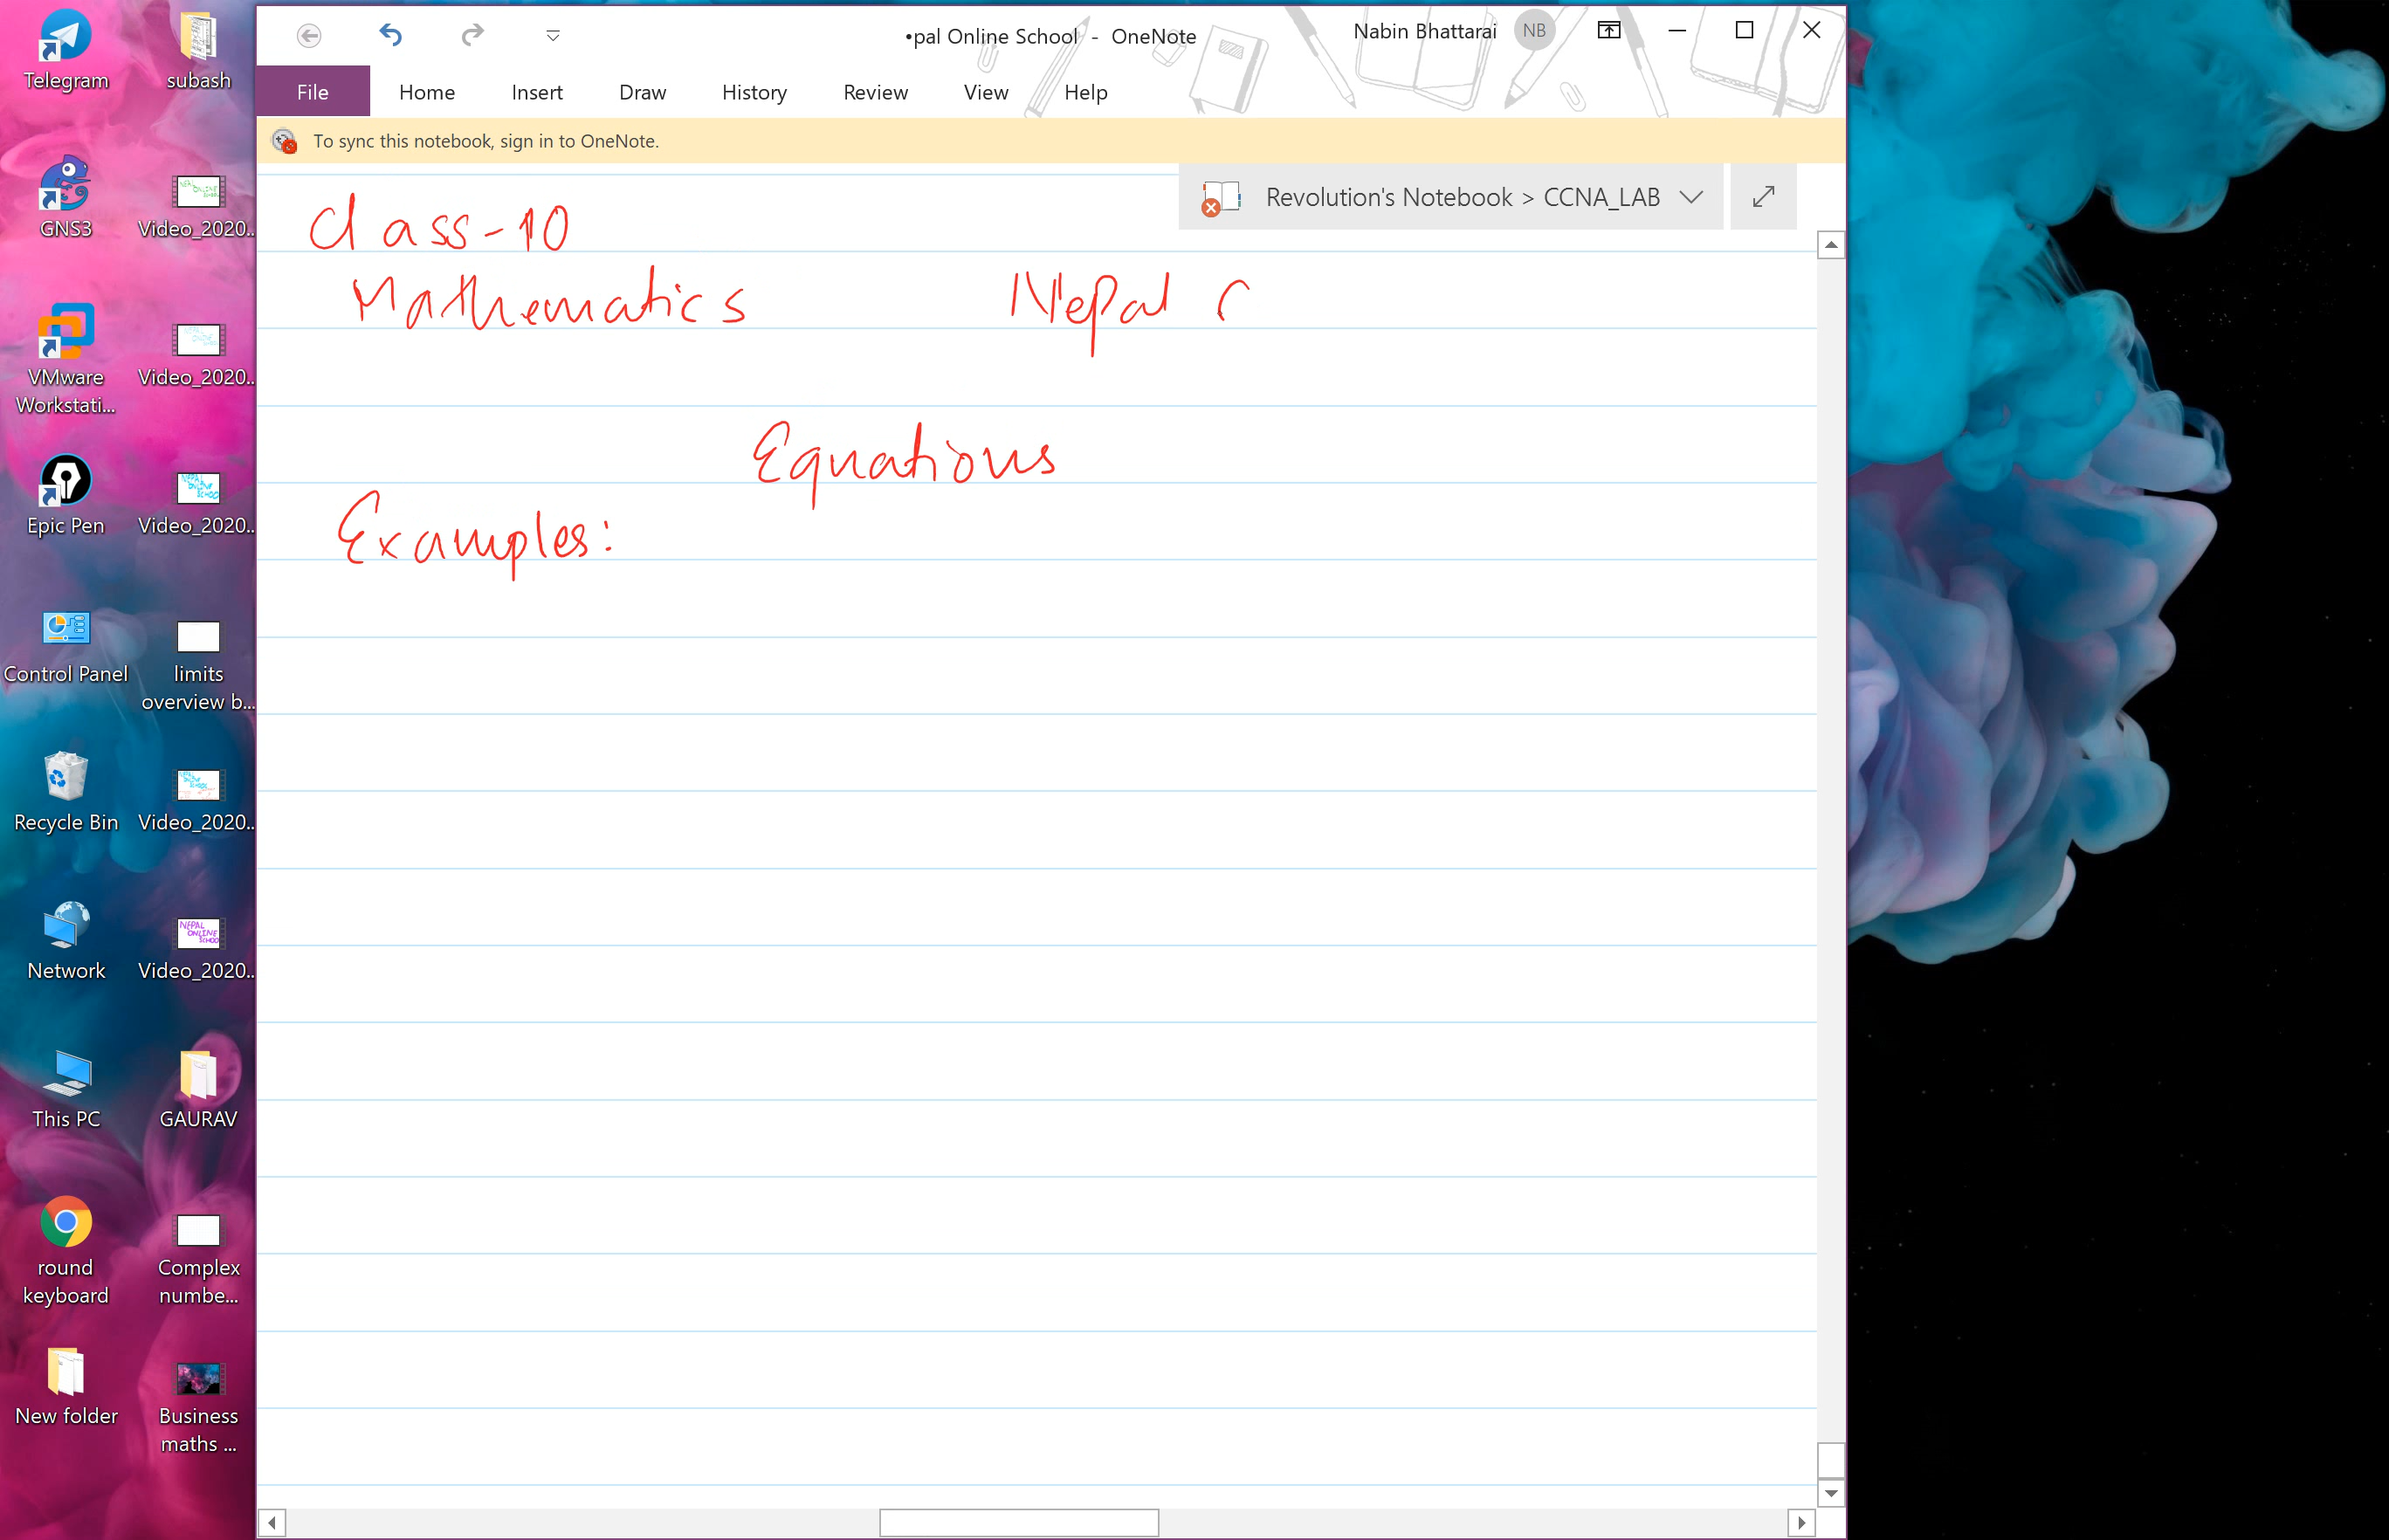 •pal Online School - OneNote
Nabin Bhattarai NB
File Home Insert Draw History Review View Help
To sync this notebook, sign in to OneNote.
Revolution's Notebook > CCNA_LAB
Class-10
Mathematics Nepal
Equations
Examples:
Telegram
subash
GNS3
Video_2020...
VMware
Workstati...
Video_2020...
Epic Pen
Video_2020...
Control Panel
limits
overview b...
Recycle Bin
Video_2020...
Network
Video_2020...
This PC
GAURAV
round
keyboard
Complex
numbe...
New folder
Business
maths ...